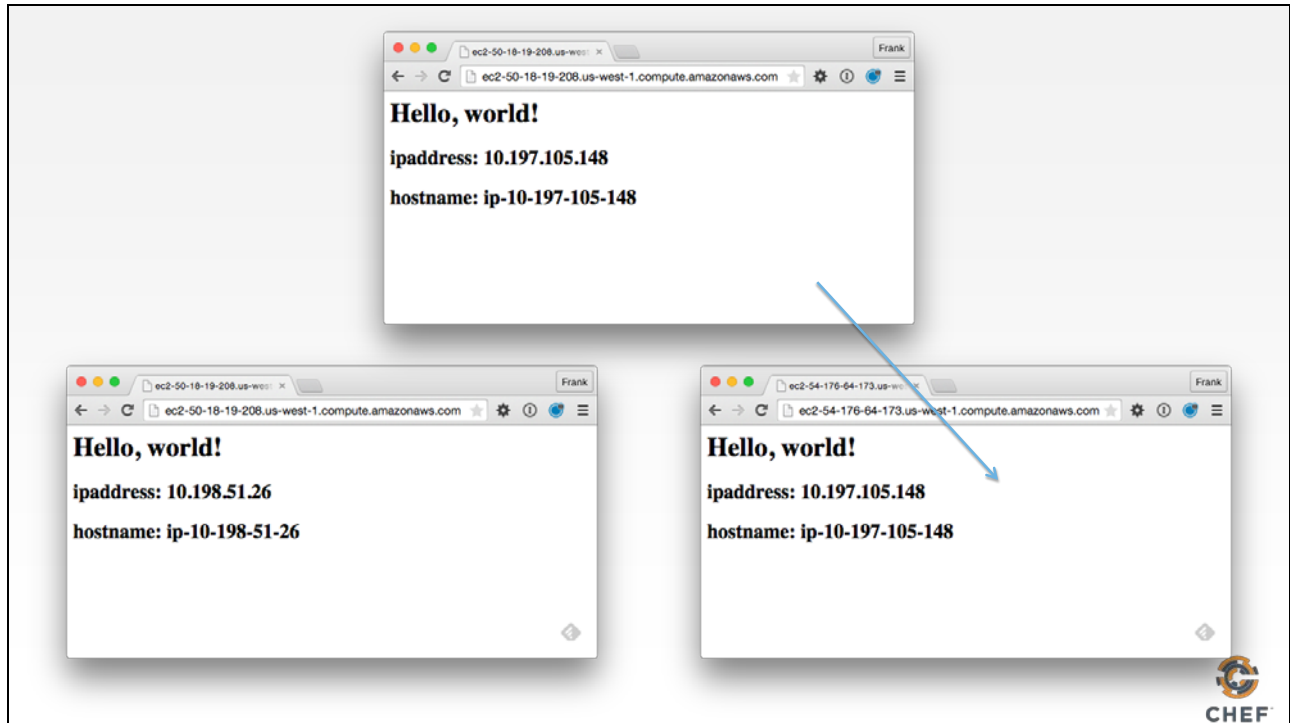 ec2-50-18-19-208.us-west
Frank
ec2-50-18-19-208.us-west-1.compute.amazonaws.com
Hello, world!
ipaddress: 10.197.105.148
hostname: ip-10-197-105-148
ec2-50-18-19-208.us-west
Frank
ec2-50-18-19-208.us-west-1.compute.amazonaws.com
Hello, world!
ipaddress: 10.198.51.26
hostname: ip-10-198-51-26
ec2-54-176-64-173.us-we
Frank
ec2-54-176-64-173.us-west-1.compute.amazonaws.com
Hello, world!
ipaddress: 10.197.105.148
hostname: ip-10-197-105-148
CHEF